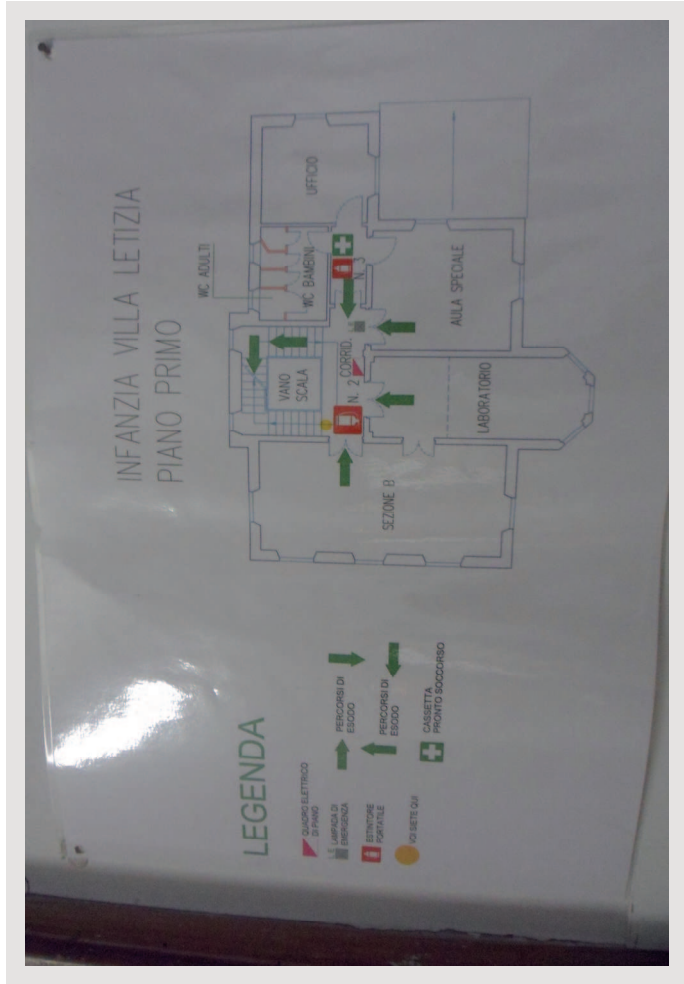 INFANZIA VILLA LETIZIA
PIANO PRIMO
WC ADULTI
UFFICIO
WC BAMBINI
N. 3
VANO
SCALA
CORRID.
L.E.
N. 2
AULA SPECIALE
LABORATORIO
SEZIONE B
LEGENDA
QUADRO ELETTRICO
DI PIANO
L.E.
LAMPADA DI
EMERGENZA
ESTINTORE
PORTATILE
VOI SIETE QUI
PERCORSI DI
ESODO
PERCORSI DI
ESODO
CASSETTA
PRONTO SOCCORSO